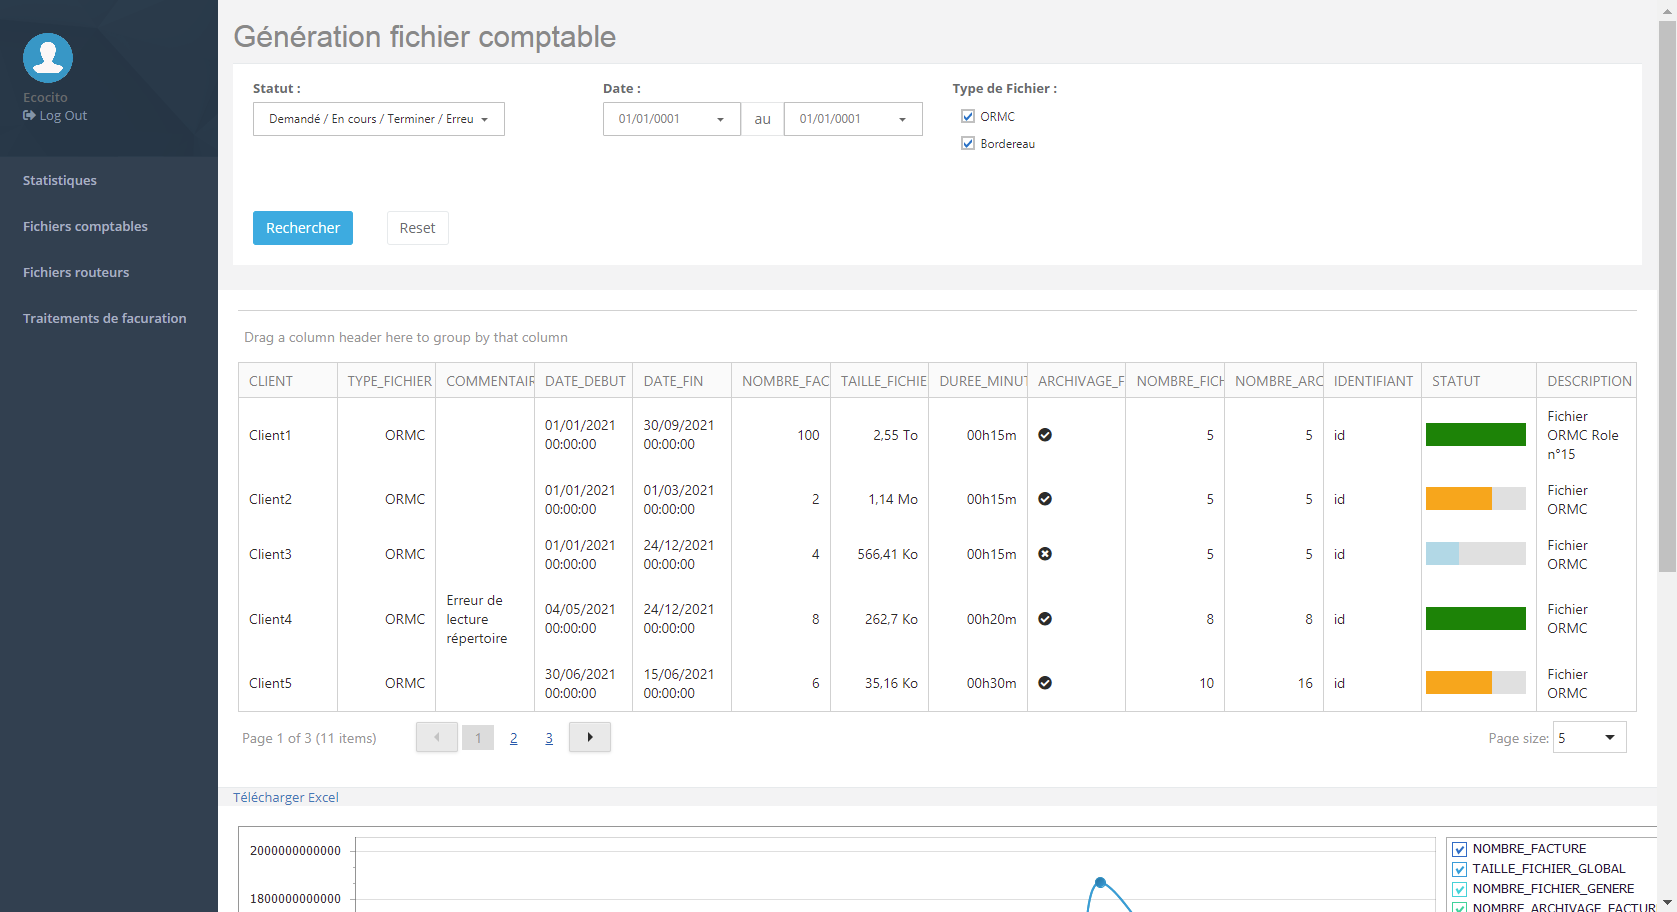 Génération fichier comptable
Ecocito
Log Out
Statistiques
Fichiers comptables
Fichiers routeurs
Traitements de facuration
Statut :
Date :
Type de Fichier :
Demandé / En cours / Terminer / Erreu
01/01/0001
au
01/01/0001
ORMC
Bordereau
Rechercher
Reset
Drag a column header here to group by that column
CLIENT TYPE_FICHIER COMMENTAIR DATE_DEBUT DATE_FIN NOMBRE_FAC TAILLE_FICHIE DUREE_MINUT ARCHIVAGE_F NOMBRE_FICH NOMBRE_ARC IDENTIFIANT STATUT DESCRIPTION
Client1 ORMC 01/01/2021 00:00:00 30/09/2021 00:00:00 100 2,55 To 00h15m 5 5 id Fichier ORMC Role n°15
Client2 ORMC 01/01/2021 00:00:00 01/03/2021 00:00:00 2 1,14 Mo 00h15m 5 5 id Fichier ORMC
Client3 ORMC 01/01/2021 00:00:00 24/12/2021 00:00:00 4 566,41 Ko 00h15m 5 5 id Fichier ORMC
Client4 ORMC Erreur de lecture répertoire 04/05/2021 00:00:00 24/12/2021 00:00:00 8 262,7 Ko 00h20m 8 8 id Fichier ORMC
Client5 ORMC 30/06/2021 00:00:00 15/06/2021 00:00:00 6 35,16 Ko 00h30m 10 16 id Fichier ORMC
Page 1 of 3 (11 items) 1 2 3 Page size: 5
Télécharger Excel
2000000000000
1800000000000
NOMBRE_FACTURE
TAILLE_FICHIER_GLOBAL
NOMBRE_FICHIER_GENERE
NOMBRE_ARCHIVAGE_FACTUR